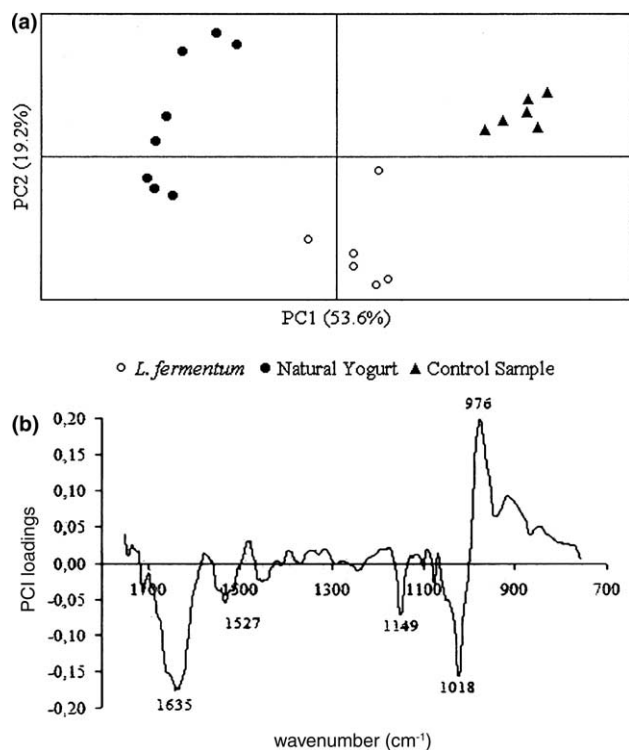 (a)
PC2 (19.2%)
PC1 (53.6%)
○ L. fermentum ● Natural Yogurt ▲ Control Sample
(b)
976
0,20
0,15
0,10
0,05
0,00
-0,05
-0,10
-0,15
-0,20
1700 1500 1300 1100 900 700
1527
1149
1635
1018
PCI loadings
wavenumber (cm⁻¹)